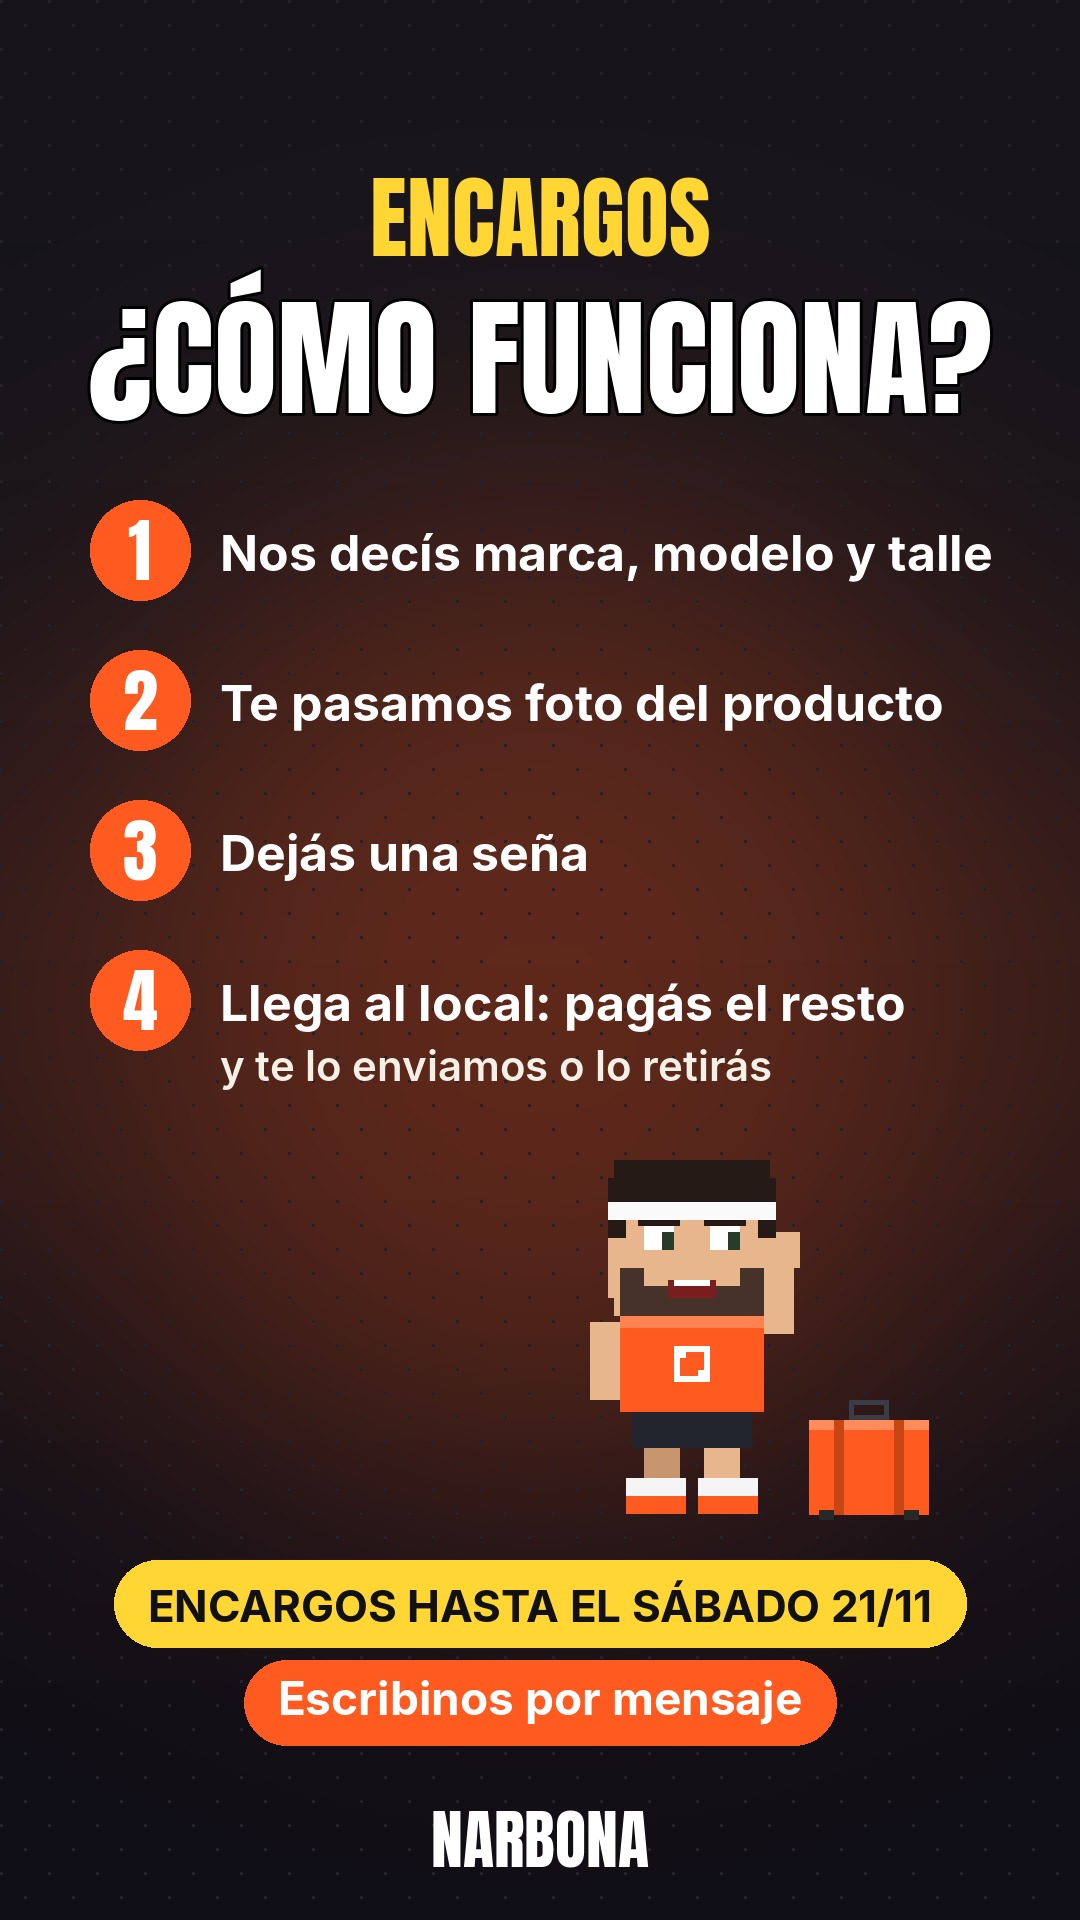 ENCARGOS
¿CÓMO FUNCIONA?
1 Nos decís marca, modelo y talle
2 Te pasamos foto del producto
3 Dejás una seña
4 Llega al local: pagás el resto
y te lo enviamos o lo retirás
ENCARGOS HASTA EL SÁBADO 21/11
Escribinos por mensaje
NARBONA